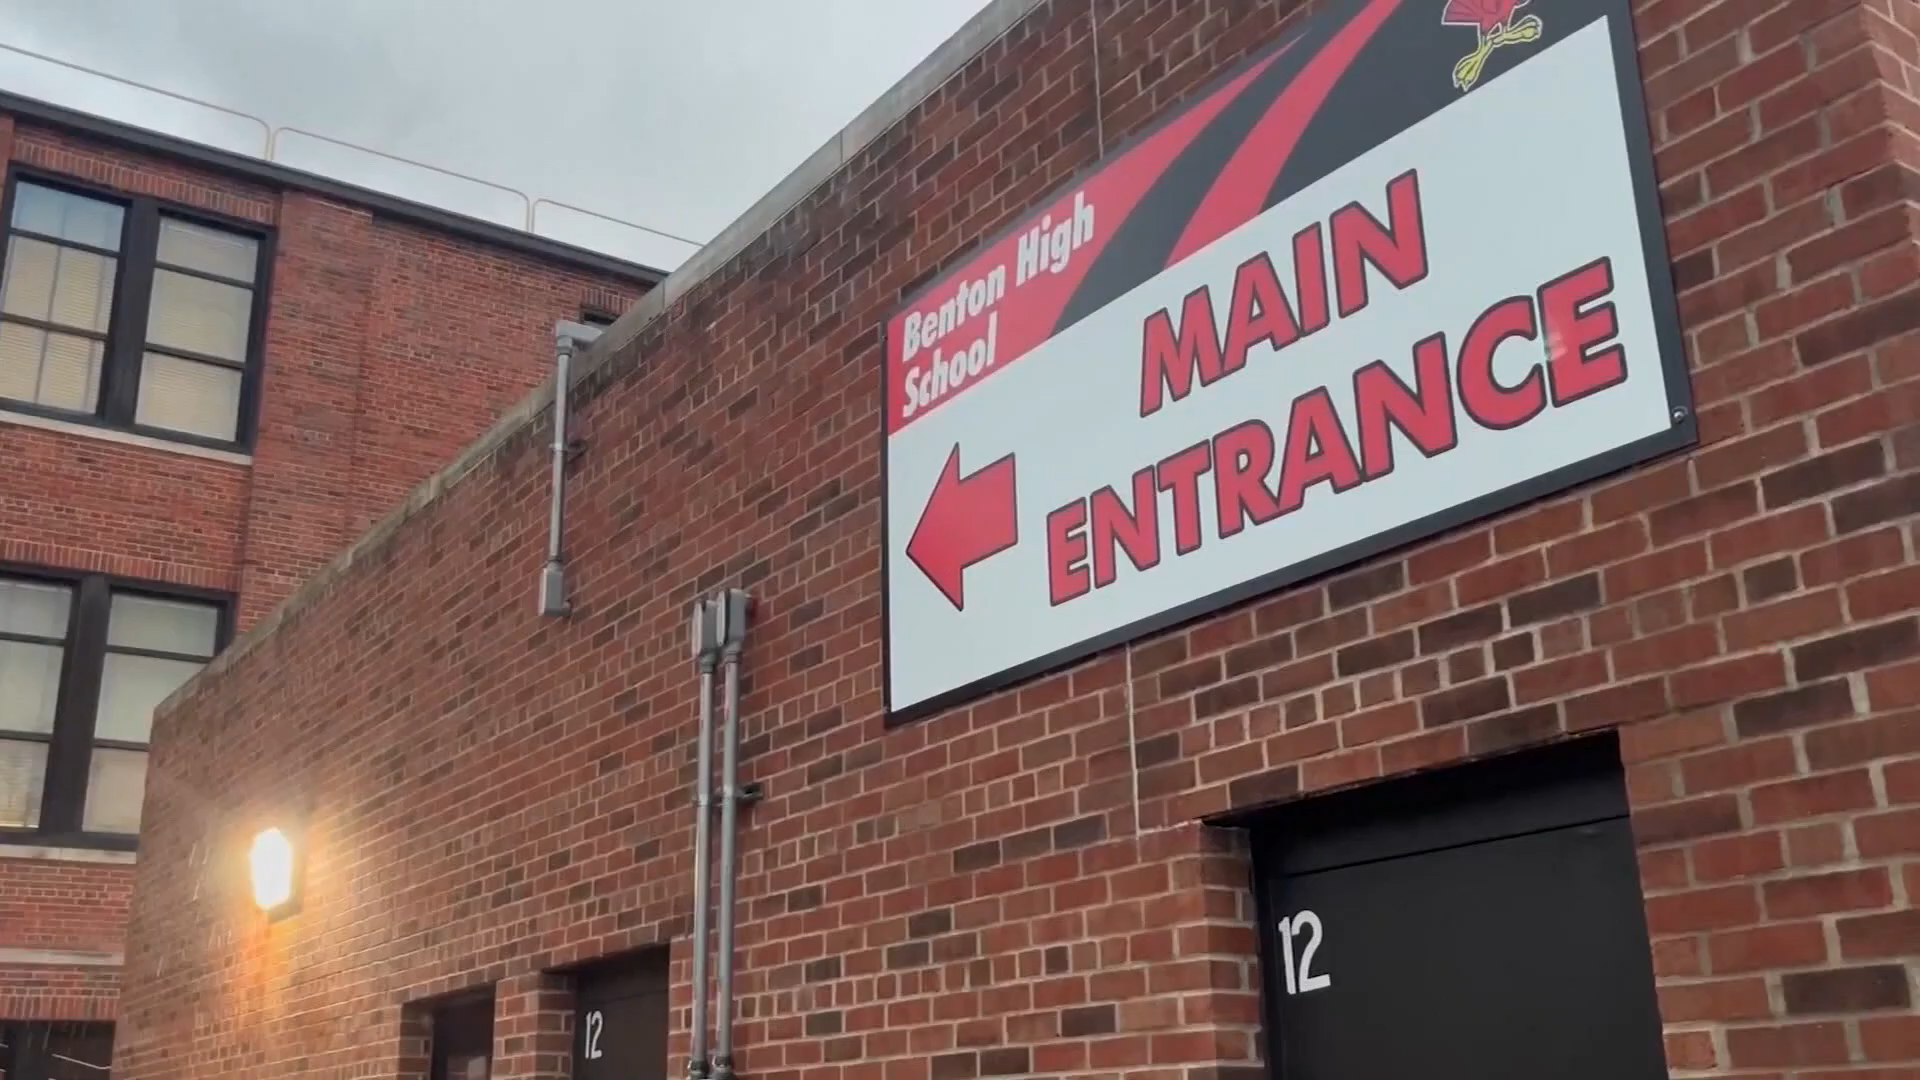 Benton High
School
MAIN
ENTRANCE
12
12